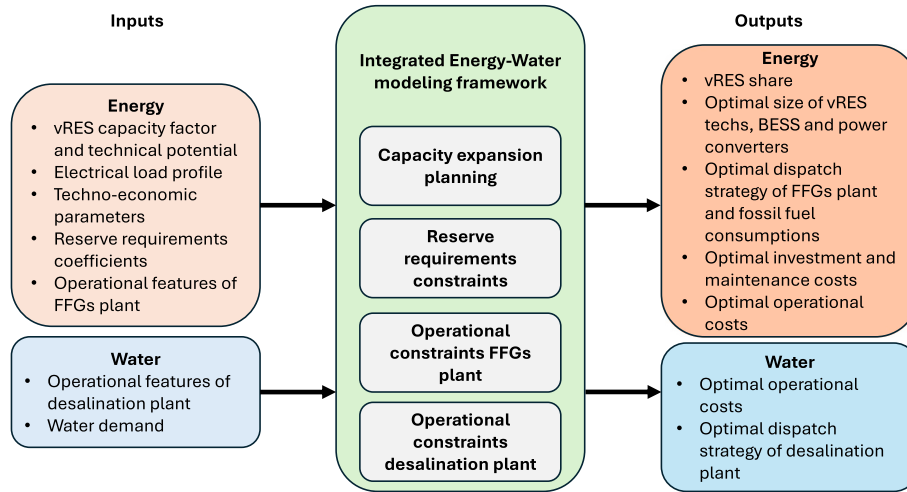 Inputs
Energy
• vRES capacity factor
and technical potential
• Electrical load profile
• Techno-economic
parameters
• Reserve requirements
coefficients
• Operational features of
FFGs plant
Water
• Operational features of
desalination plant
• Water demand
Integrated Energy-Water
modeling framework
Capacity expansion
planning
Reserve
requirements
constraints
Operational
constraints FFGs
plant
Operational
constraints
desalination plant
Outputs
Energy
• vRES share
• Optimal size of vRES
techs, BESS and power
converters
• Optimal dispatch
strategy of FFGs plant
and fossil fuel
consumptions
• Optimal investment and
maintenance costs
• Optimal operational
costs
Water
• Optimal operational
costs
• Optimal dispatch
strategy of desalination
plant